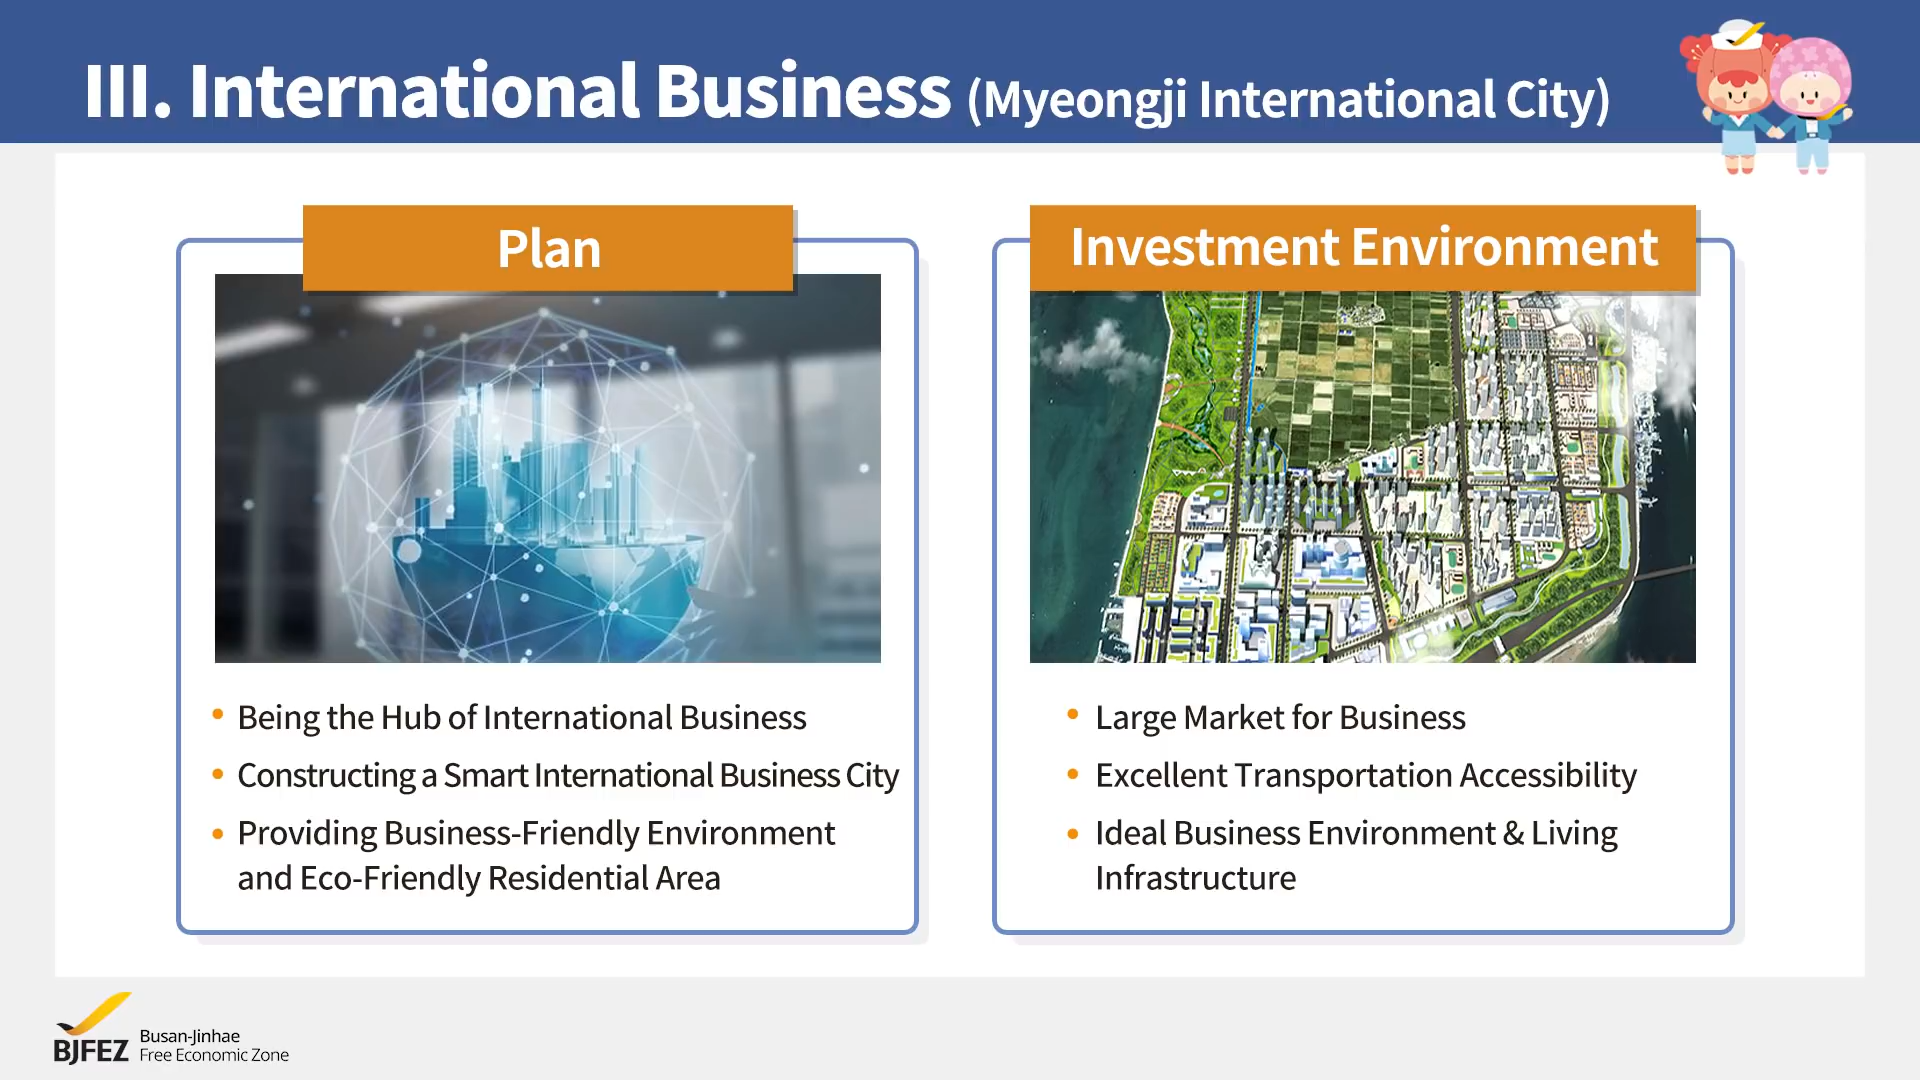 III. International Business (Myeongji International City)
Plan
• Being the Hub of International Business
• Constructing a Smart International Business City
• Providing Business-Friendly Environment
and Eco-Friendly Residential Area
Investment Environment
• Large Market for Business
• Excellent Transportation Accessibility
• Ideal Business Environment & Living
Infrastructure
BJFEZ
Busan-Jinhae
Free Economic Zone